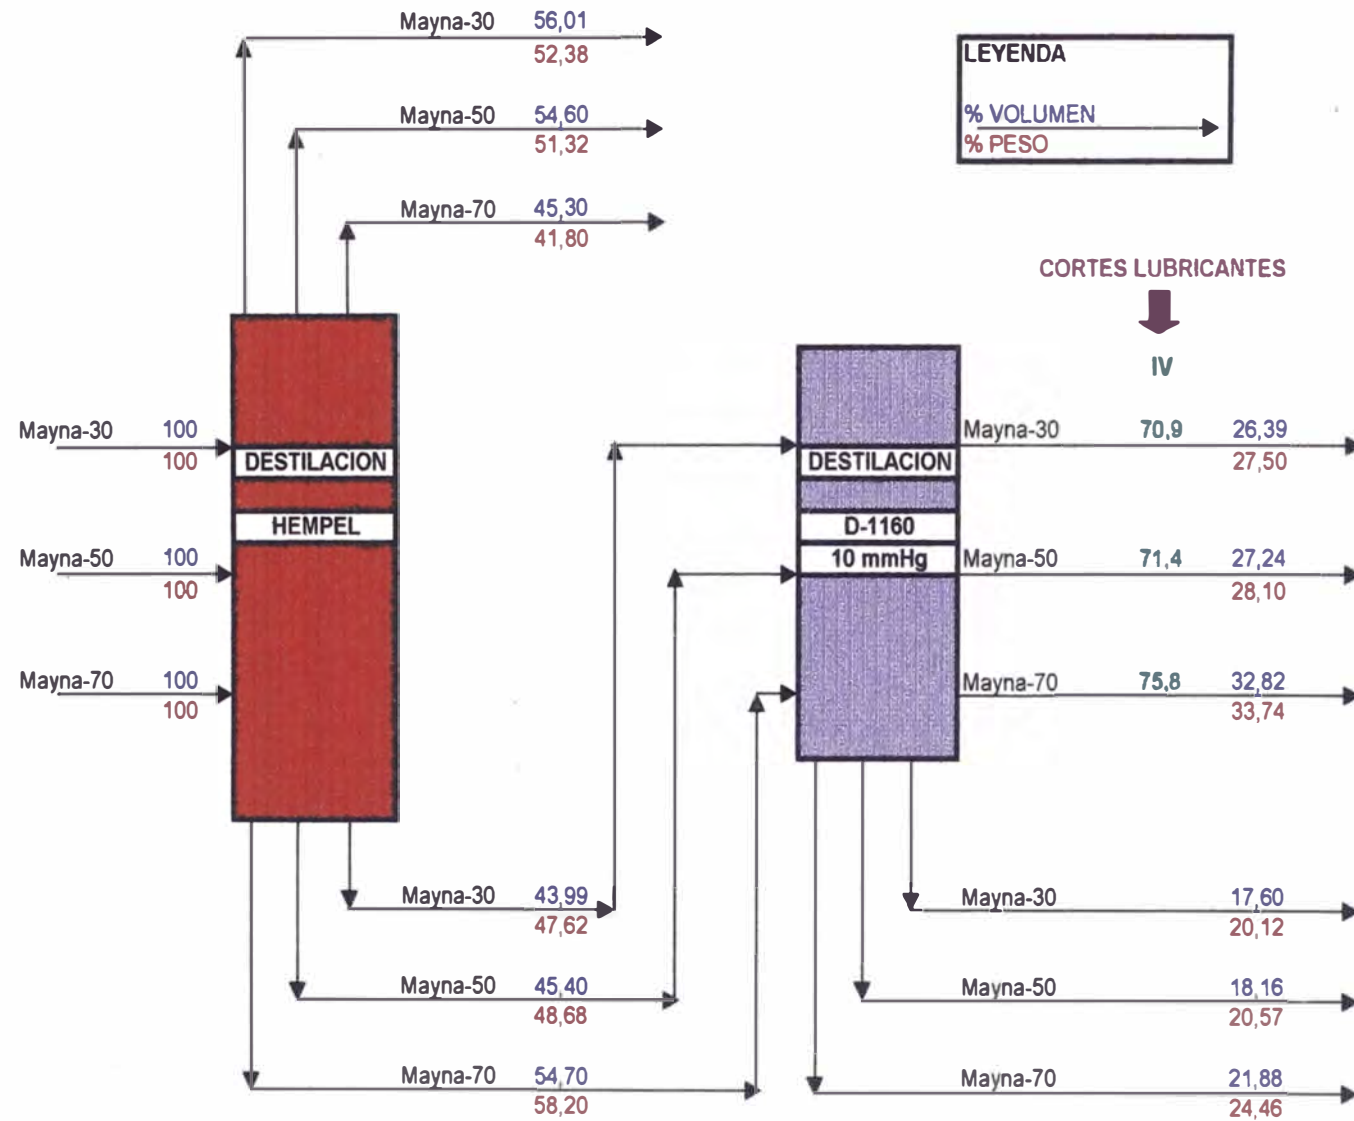 Mayna-30 56,01
52,38
Mayna-50 54,60
51,32
Mayna-70 45,30
41,80
LEYENDA
% VOLUMEN
% PESO
CORTES LUBRICANTES
IV
Mayna-30 100
100
Mayna-50 100
100
Mayna-70 100
100
DESTILACION
HEMPEL
DESTILACION
D-1160
10 mmHg
Mayna-30 70,9 26,39
27,50
Mayna-50 71,4 27,24
28,10
Mayna-70 75,8 32,82
33,74
Mayna-30 43,99
47,62
Mayna-50 45,40
48,68
Mayna-70 54,70
58,20
Mayna-30 17,60
20,12
Mayna-50 18,16
20,57
Mayna-70 21,88
24,46